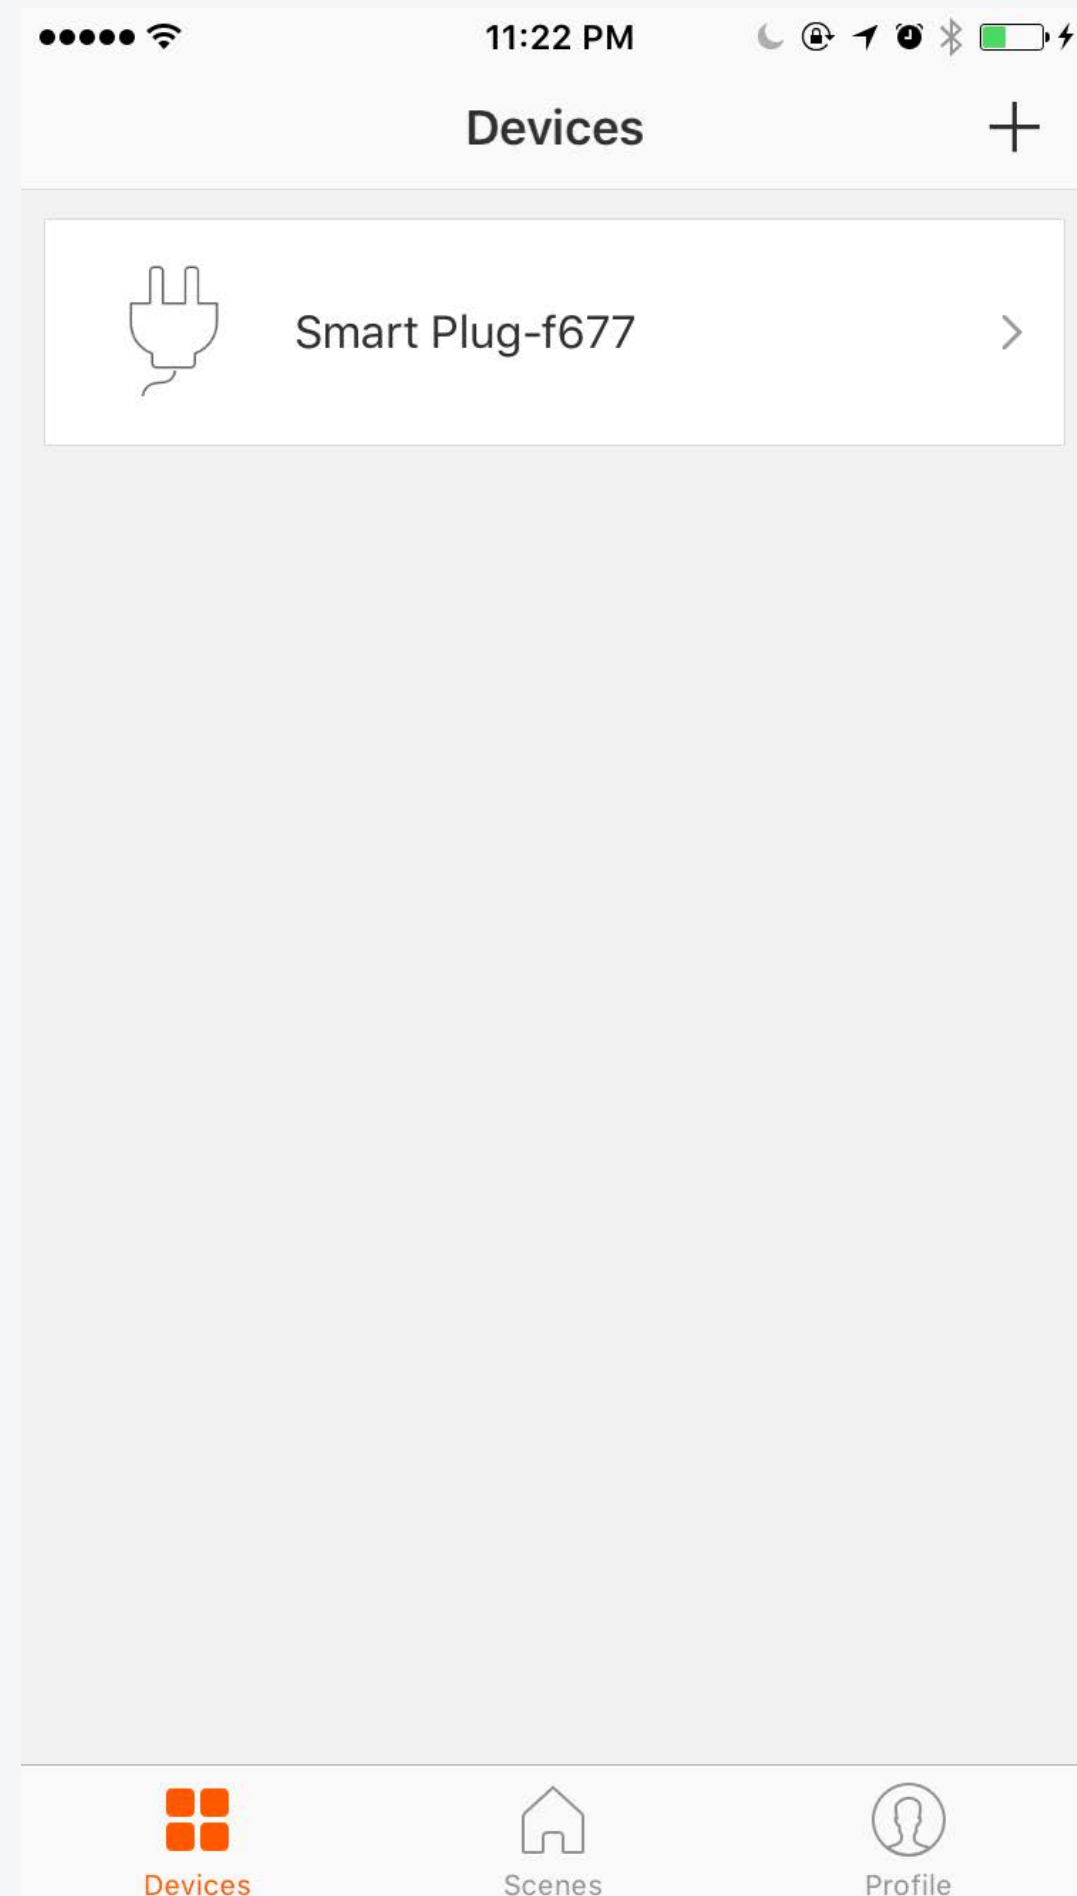 11:22 PM
Devices
Smart Plug-f677
Devices
Scenes
Profile